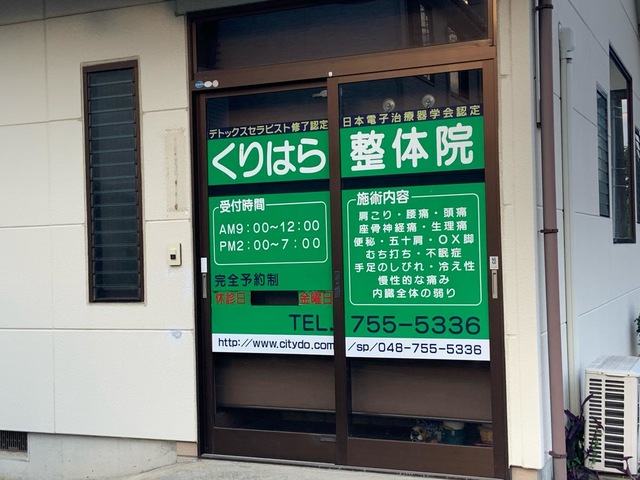 デトックスセラピスト修了認定
くりはら
受付時間
AM9:00～12:00
PM2:00～7:00
完全予約制
休診日 金曜日
日本電子治療器学会認定
整体院
施術内容
肩こり・腰痛・頭痛
座骨神経痛・生理痛
便秘・五十肩・OX脚
むち打ち・不眠症
手足のしびれ・冷え性
慢性的な痛み
内臓全体の弱り
TEL. 755-5336
http://www.citydo.com/sp/048-755-5336